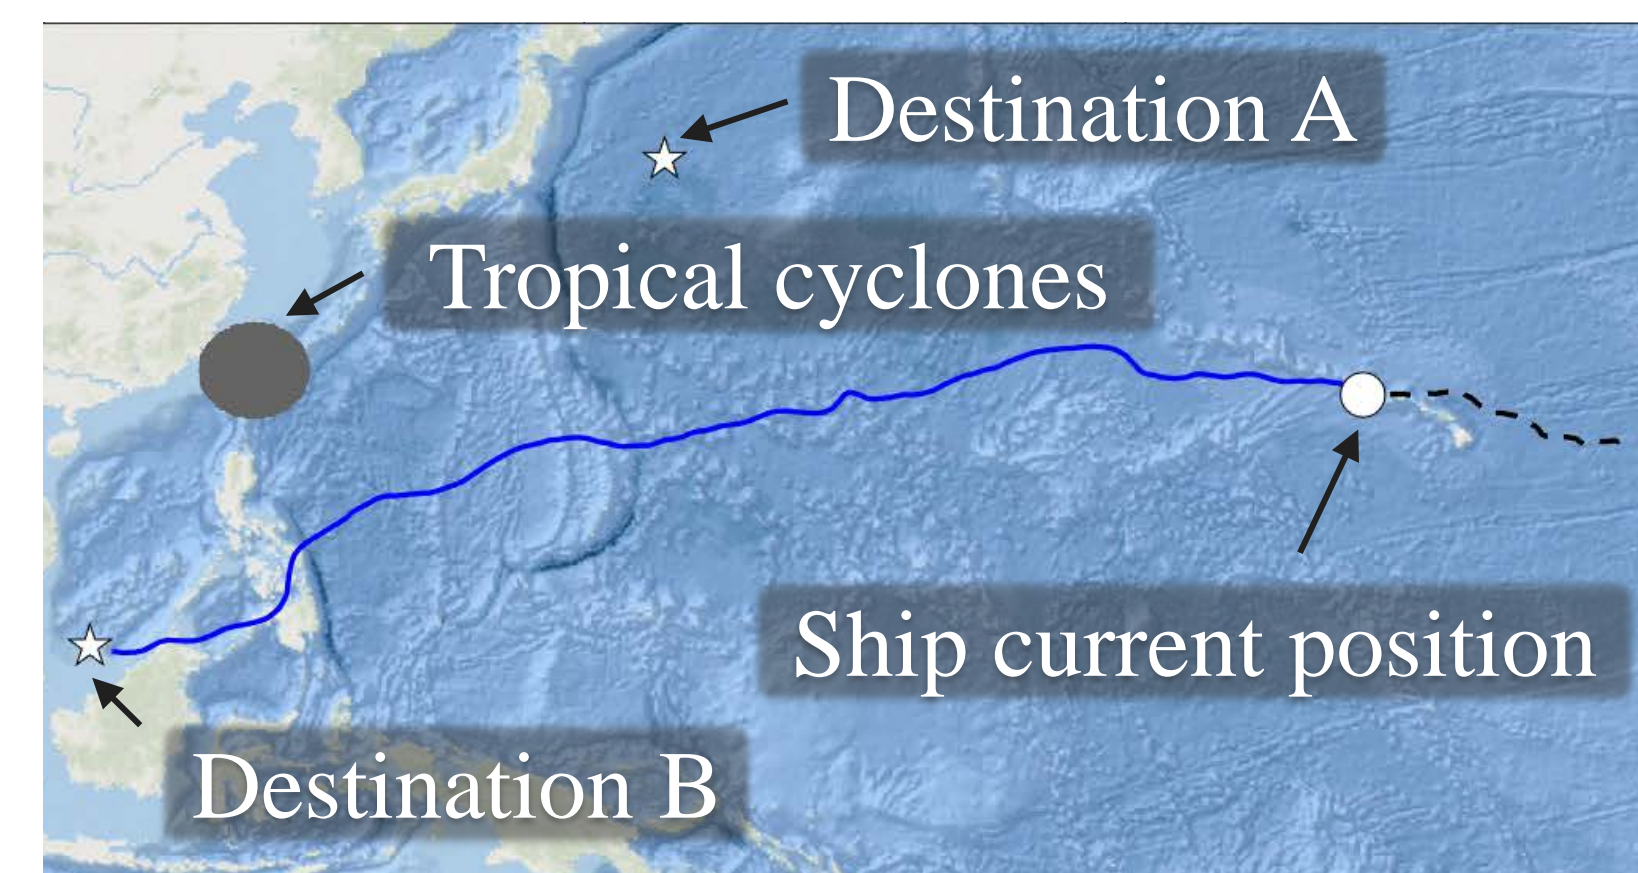 Destination A
Tropical cyclones
Ship current position
Destination B